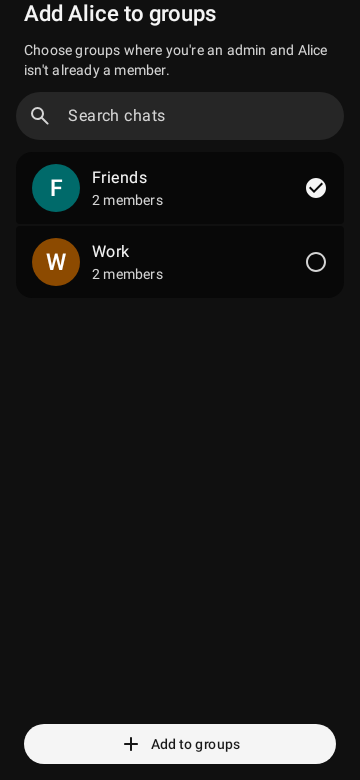 Add Alice to groups
Choose groups where you're an admin and Alice
isn't already a member.
Search chats
F
Friends
2 members
W
Work
2 members
Add to groups